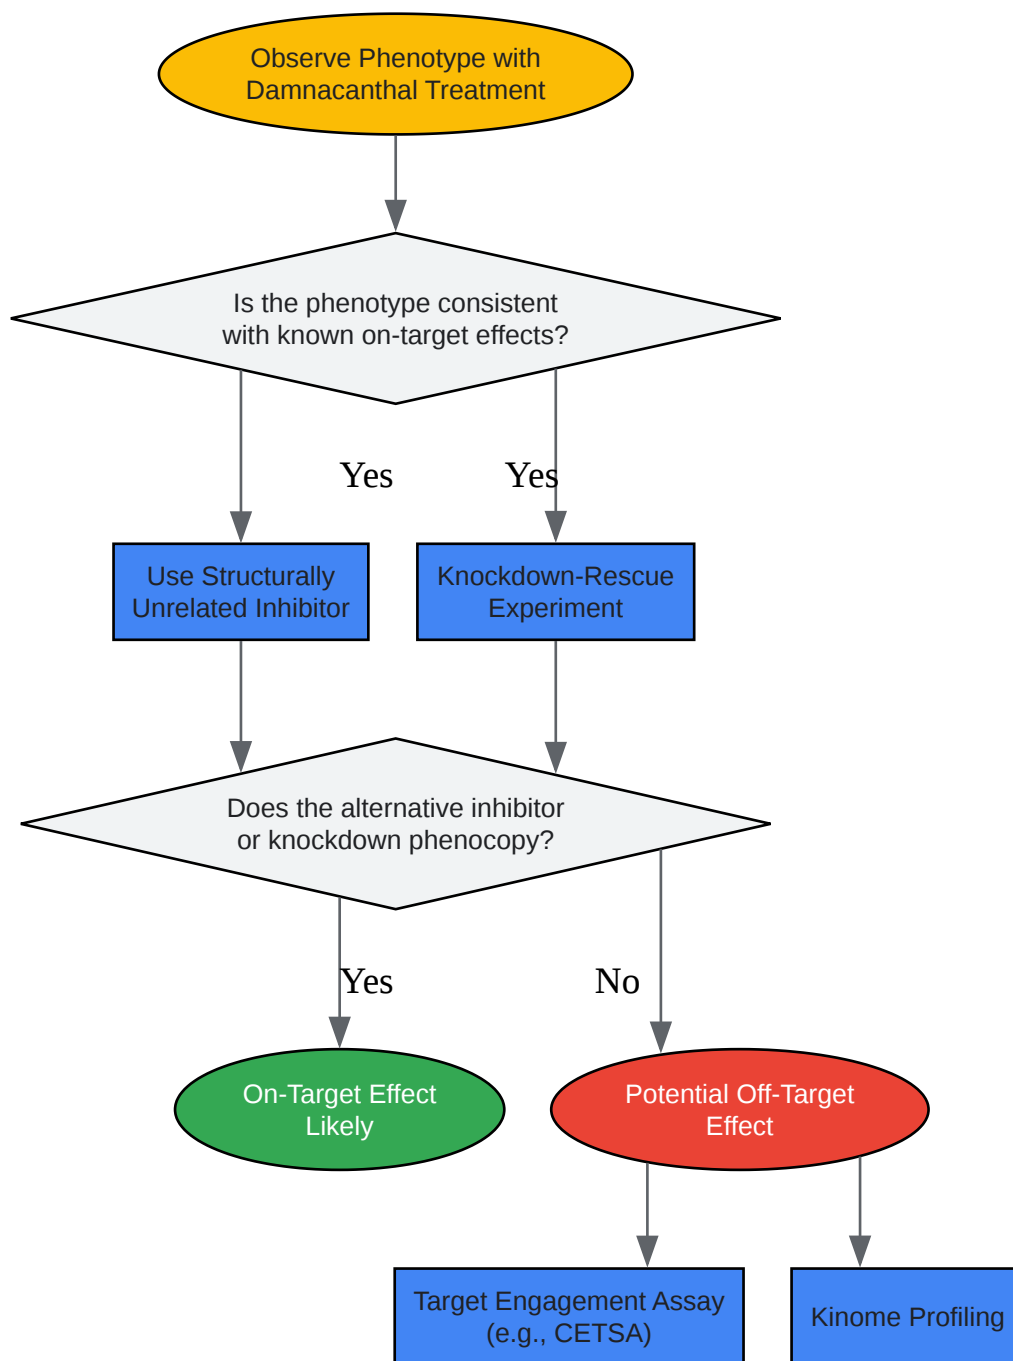 Observe Phenotype with
Damnacanthal Treatment
Is the phenotype consistent
with known on-target effects?
Yes
Yes
Use Structurally
Unrelated Inhibitor
Knockdown-Rescue
Experiment
Does the alternative inhibitor
or knockdown phenocopy?
Yes
No
On-Target Effect
Likely
Potential Off-Target
Effect
Target Engagement Assay
(e.g., CETSA)
Kinome Profiling